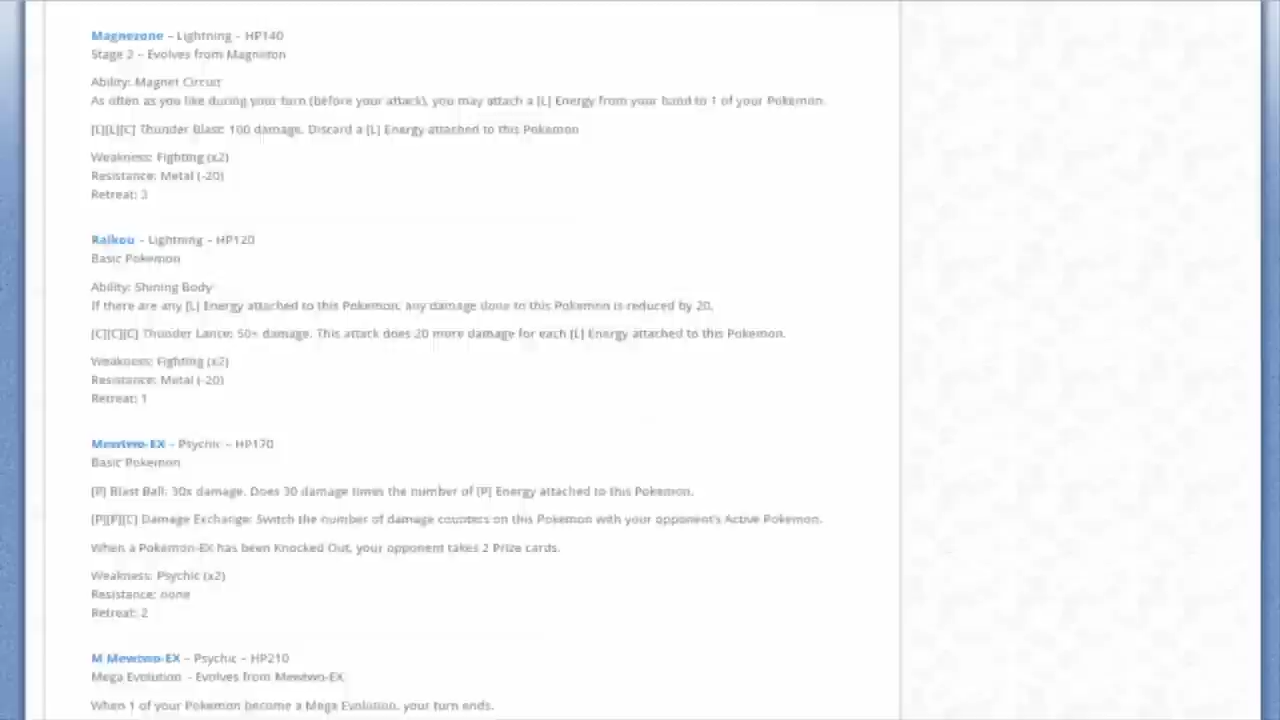 Magnezone – Lightning – HP140
Stage 2 – Evolves from Magneton
Ability: Magnet Circuit
As often as you like during your turn (before your attack), you may attach a [L] Energy from your hand to 1 of your Pokemon.
[L][L][C] Thunder Blast: 100 damage. Discard a [L] Energy attached to this Pokemon
Weakness: Fighting (x2)
Resistance: Metal (-20)
Retreat: 3
Raikou – Lightning – HP120
Basic Pokemon
Ability: Shining Body
If there are any [L] Energy attached to this Pokemon, any damage done to this Pokemon is reduced by 20.
[C][C][C] Thunder Lance: 50+ damage. This attack does 20 more damage for each [L] Energy attached to this Pokemon.
Weakness: Fighting (x2)
Resistance: Metal (-20)
Retreat: 1
Mewtwo-EX – Psychic – HP170
Basic Pokemon
[P] Blast Ball: 30x damage. Does 30 damage times the number of [P] Energy attached to this Pokemon.
[P][P][C] Damage Exchange: Switch the number of damage counters on this Pokemon with your opponent's Active Pokemon.
When a Pokemon-EX has been Knocked Out, your opponent takes 2 Prize cards.
Weakness: Psychic (x2)
Resistance: none
Retreat: 2
M Mewtwo-EX – Psychic – HP210
Mega Evolution - Evolves from Mewtwo-EX
When 1 of your Pokemon become a Mega Evolution, your turn ends.